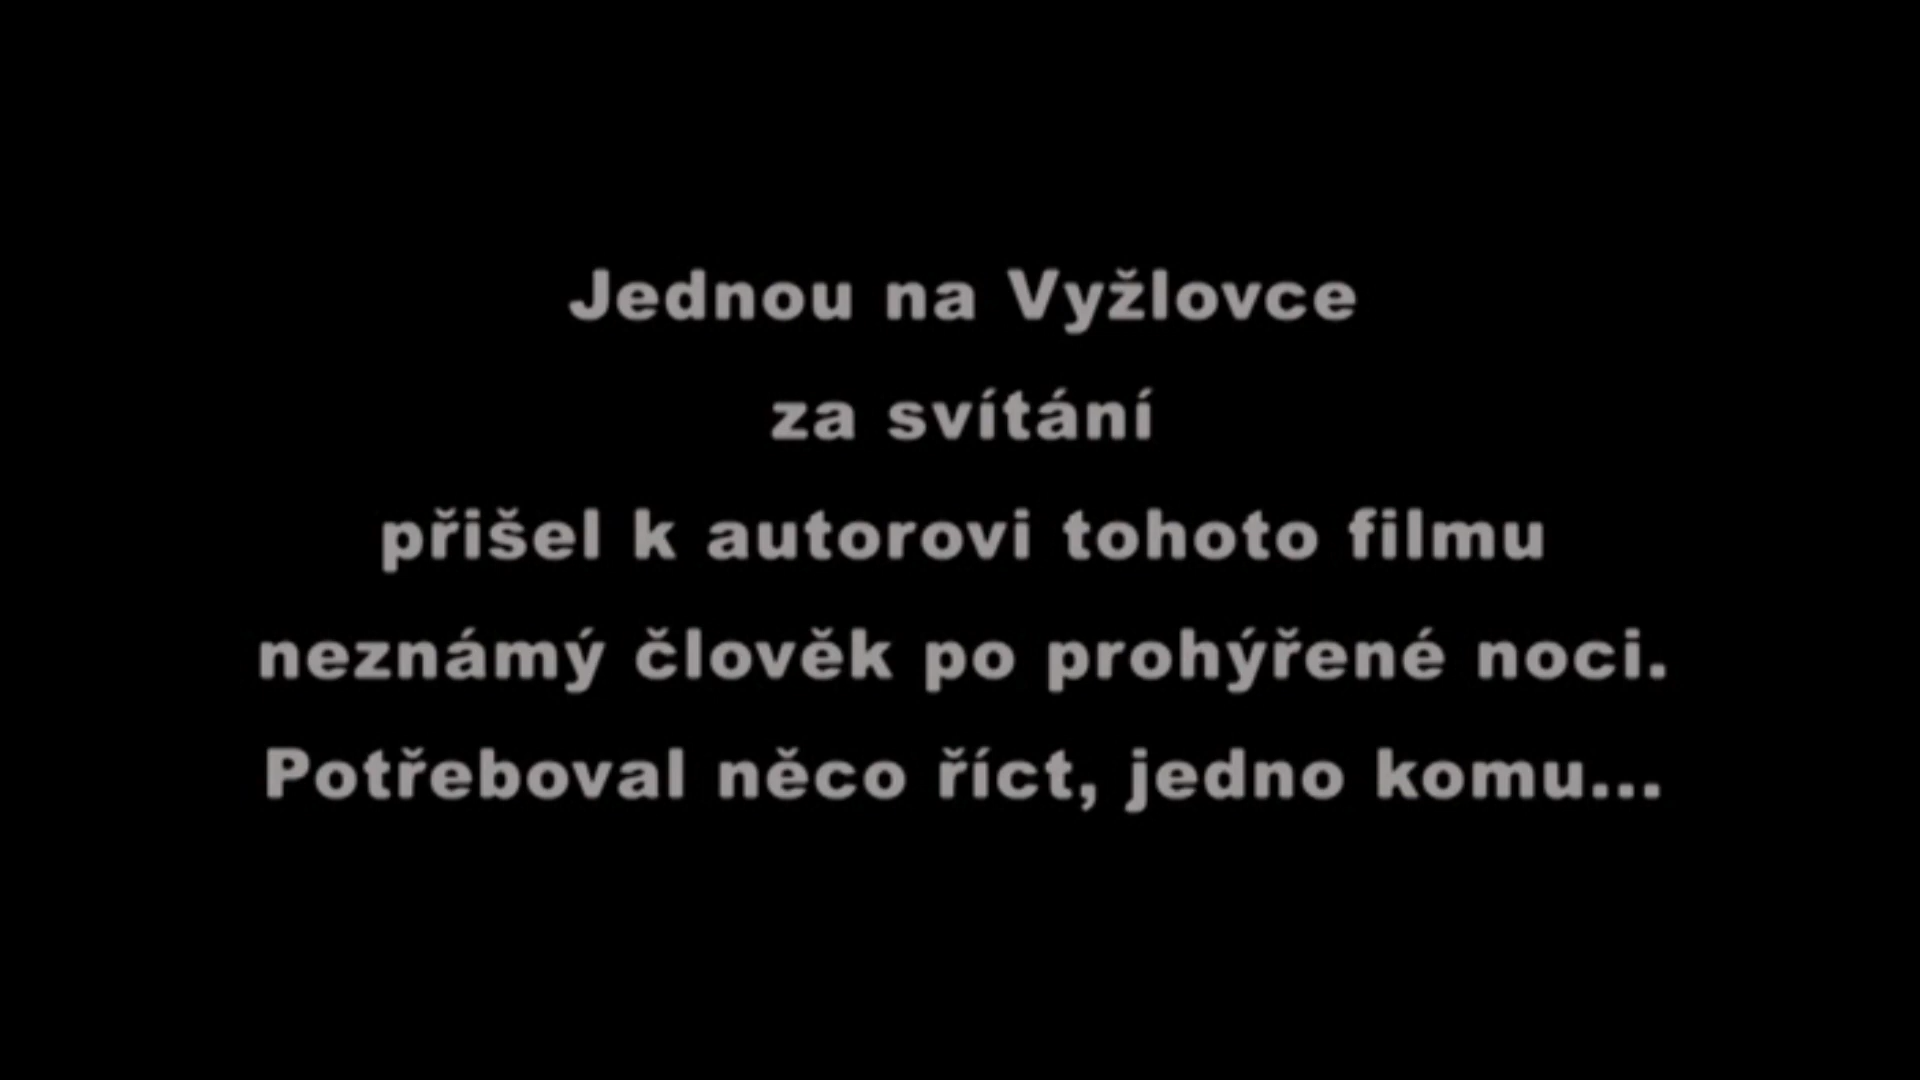 Jednou na Vyžlovce
za svítání
přišel k autorovi tohoto filmu
neznámý člověk po prohýřené noci.
Potřeboval něco říct, jedno komu...